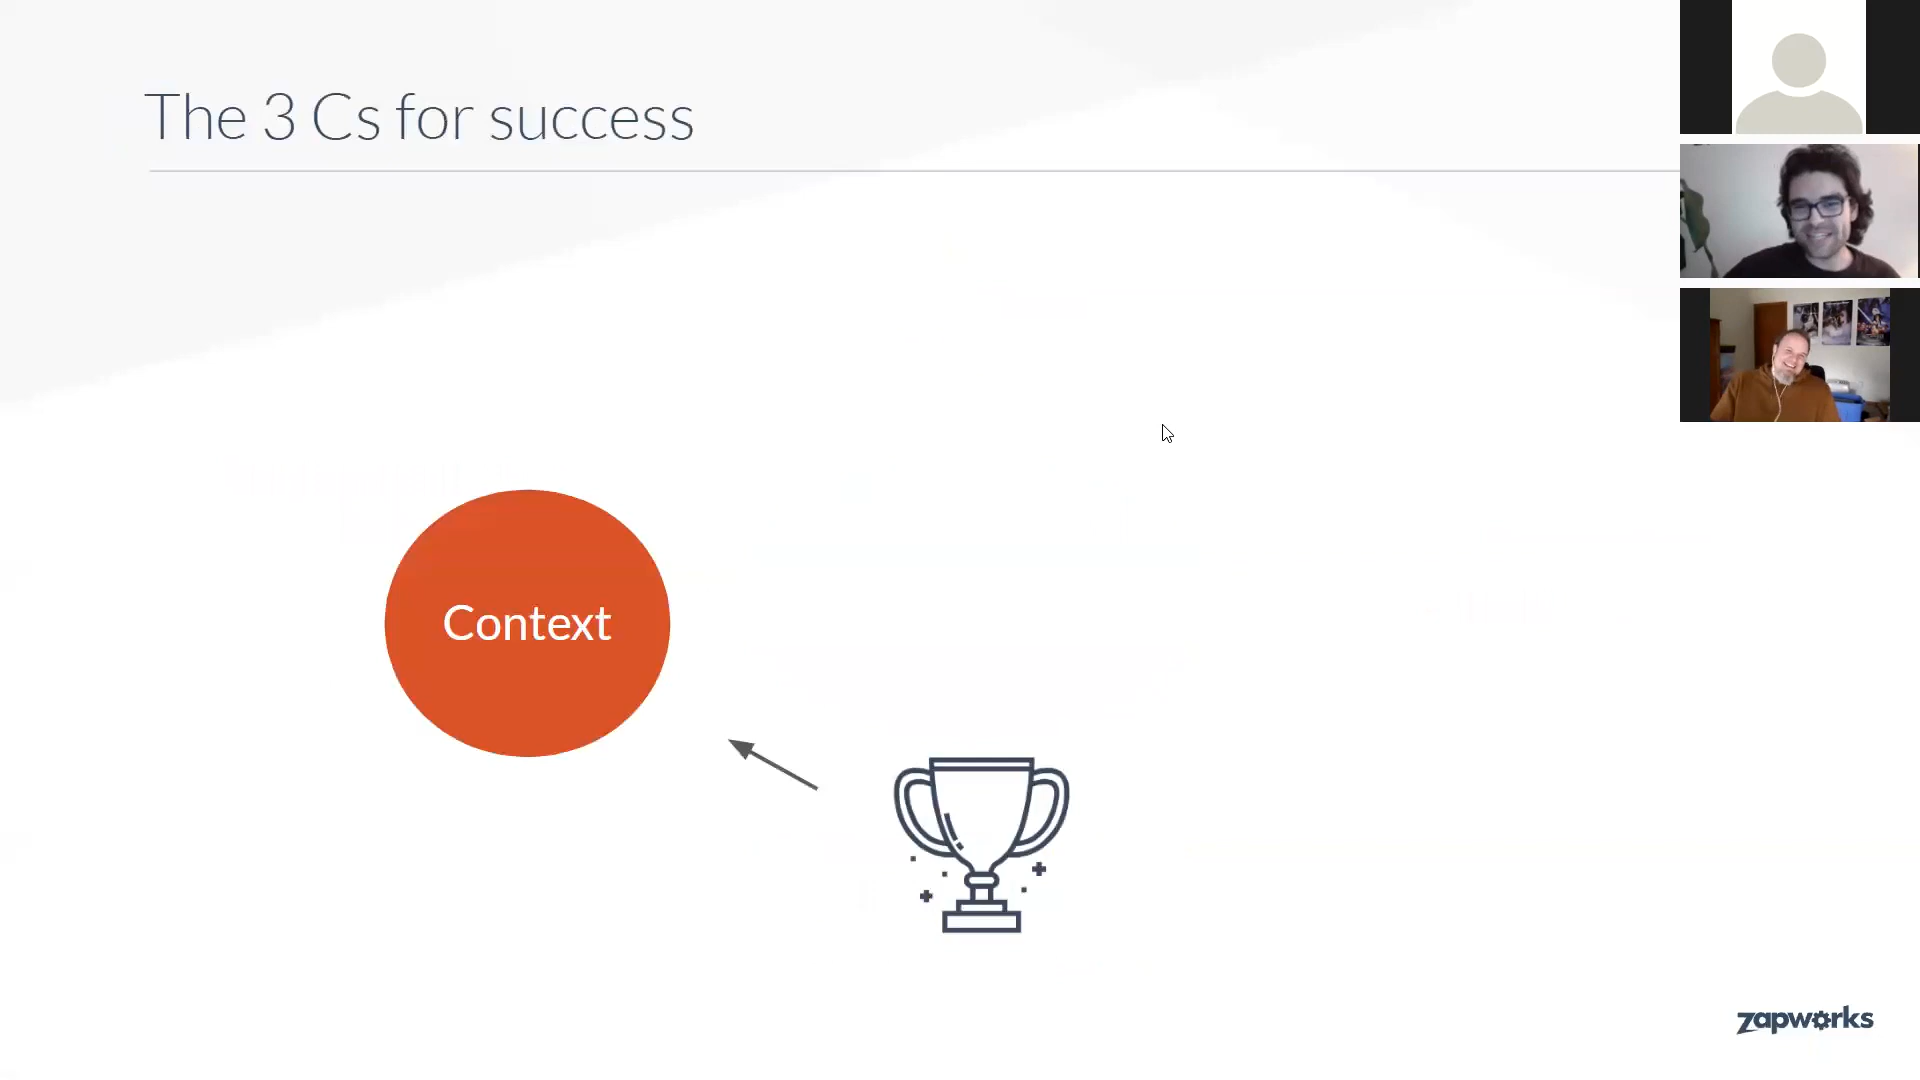 The 3 Cs for success
Context
zapworks